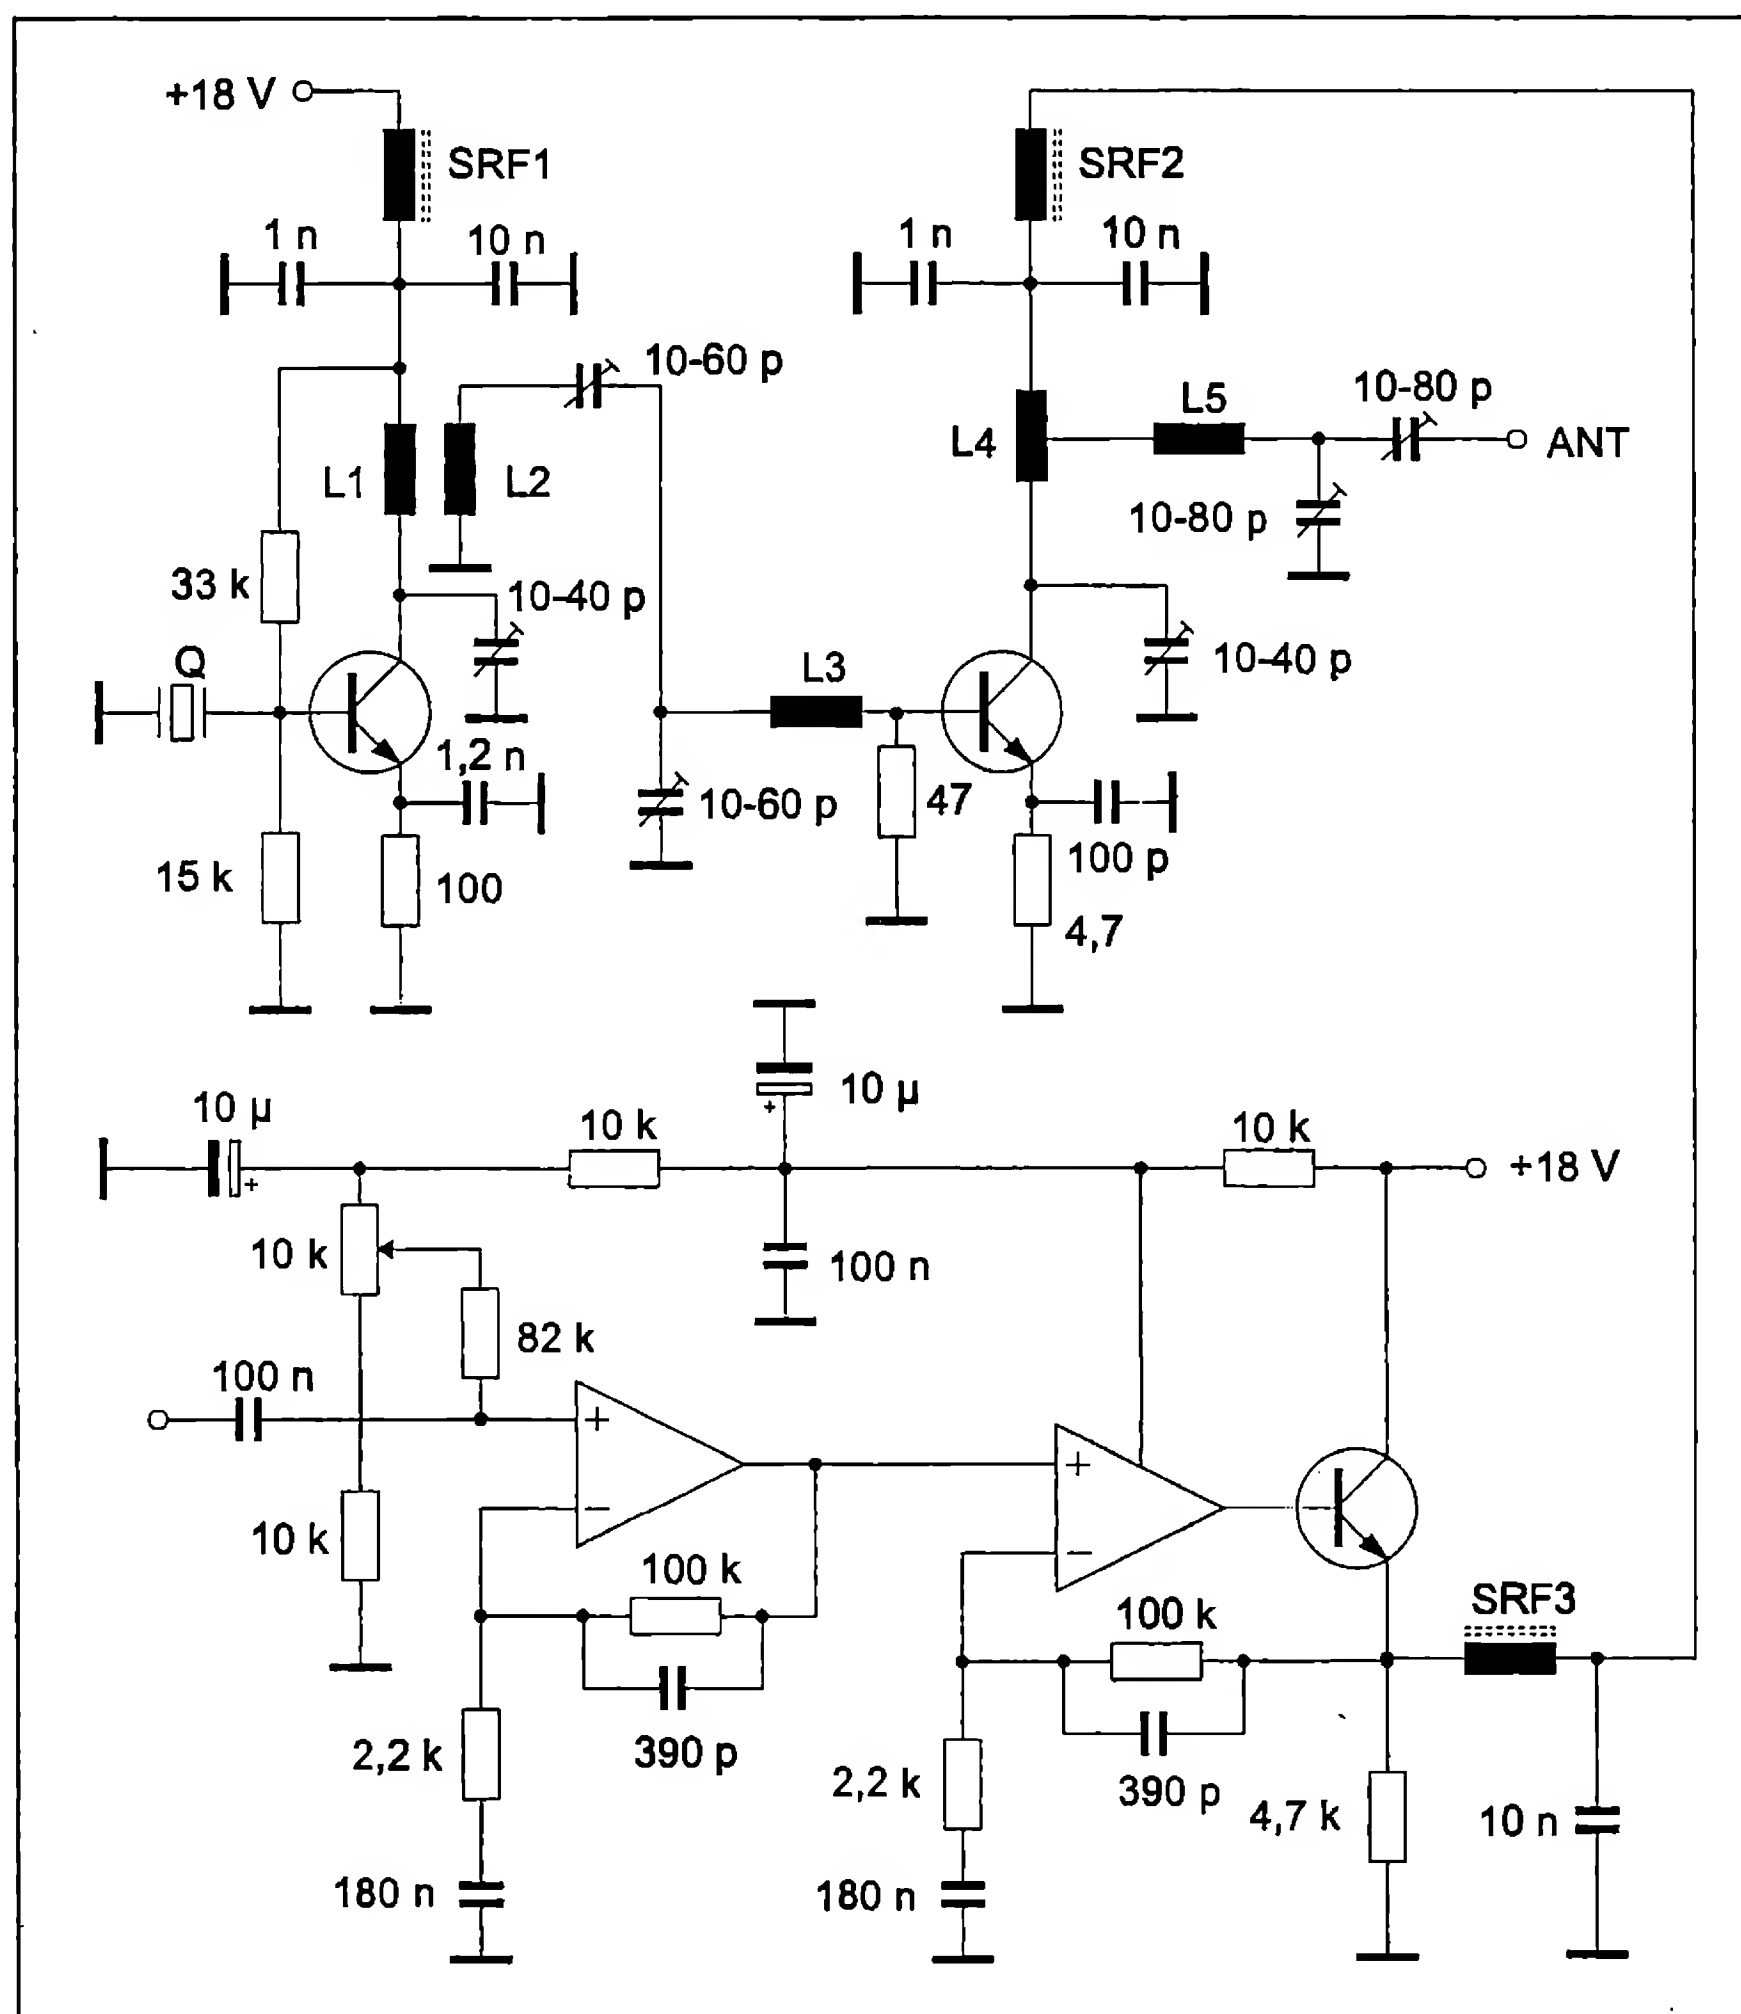 +18 V
SRF1
SRF2
1 n
10 n
1 n
10 n
10-60 p
L1
L2
L4
L5
10-80 p
ANT
10-80 p
33 k
10-40 p
Q
L3
10-40 p
1,2 n
10-60 p
47
100 p
15 k
100
4,7
10 µ
+
10 µ
+
10 k
10 k
+18 V
10 k
82 k
100 n
100 n
+
−
+
−
10 k
100 k
390 p
100 k
390 p
SRF3
2,2 k
180 n
2,2 k
180 n
4,7 k
10 n